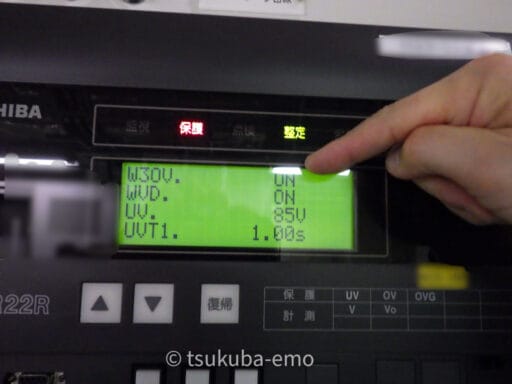 HIBA
監視 保護 点検 整定
W3OV. ON
WVD. ON
UV. 85V
UVT1. 1.00s
R22R
▲ ▼ 復帰
保護 UV OV OVG
計測 V Vo
© tsukuba-emo